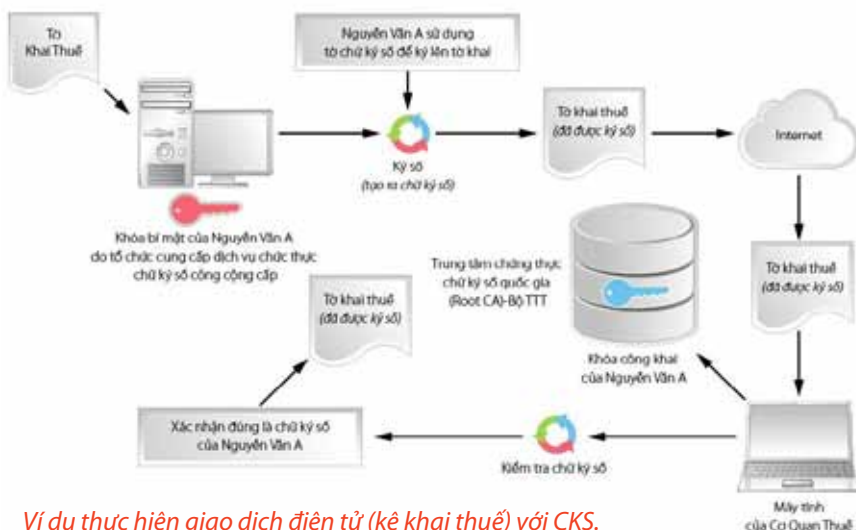 Tờ
Khai Thuế
Nguyễn Văn A sử dụng
tờ chữ ký số để ký lên tờ khai
Ký số
(tạo ra chữ ký số)
Tờ khai thuế
(đã được ký số)
Internet
Khóa bí mật của Nguyễn Văn A
do tổ chức cung cấp dịch vụ chức thực
chữ ký số công cộng cấp
Trung tâm chứng thực
chữ ký số quốc gia
(Root CA)-Bộ TTT
Khóa công khai
của Nguyễn Văn A
Tờ khai thuế
(đã được ký số)
Tờ khai thuế
(đã được ký số)
Xác nhận đúng là chữ ký số
của Nguyễn Văn A
Kiểm tra chữ ký số
Máy tính
của Cơ Quan Thuế
Ví dụ thực hiện giao dịch điện tử (kê khai thuế) với CKS.